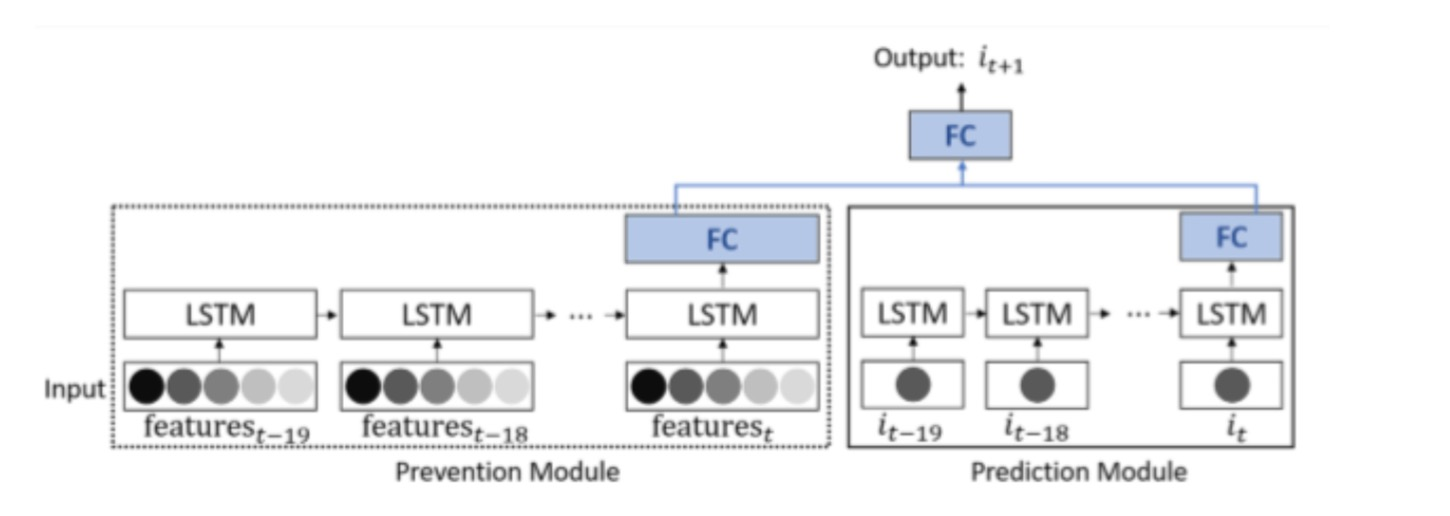 Output: i_{t+1}
FC
FC FC
LSTM LSTM ... LSTM LSTM LSTM ... LSTM
Input
features_{t−19} features_{t−18} features_t i_{t−19} i_{t−18} i_t
Prevention Module Prediction Module